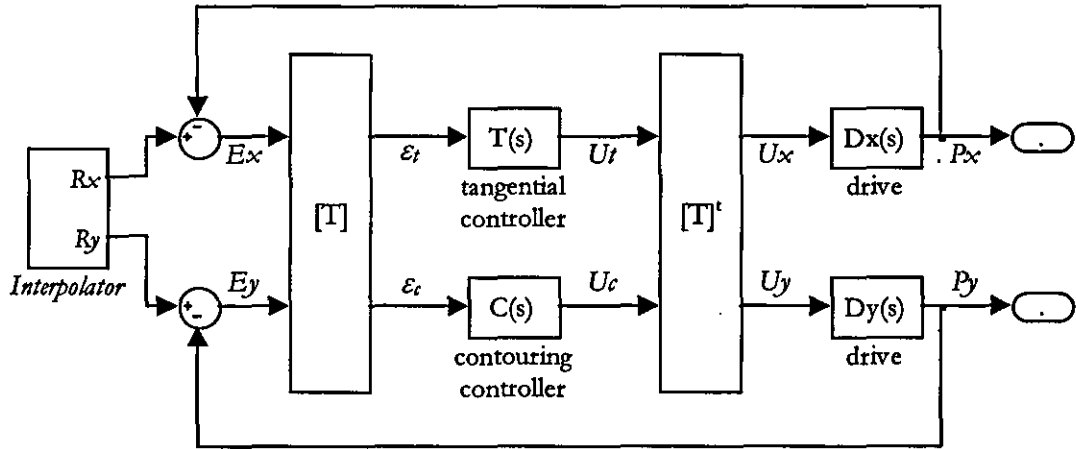 Rx
Ry
Interpolator
+
-
Ex
+
-
Ey
[T]
εt
εc
T(s)
tangential
controller
C(s)
contouring
controller
Ut
Uc
[T]ᵗ
Ux
Uy
Dx(s)
drive
Dy(s)
drive
Px
Py